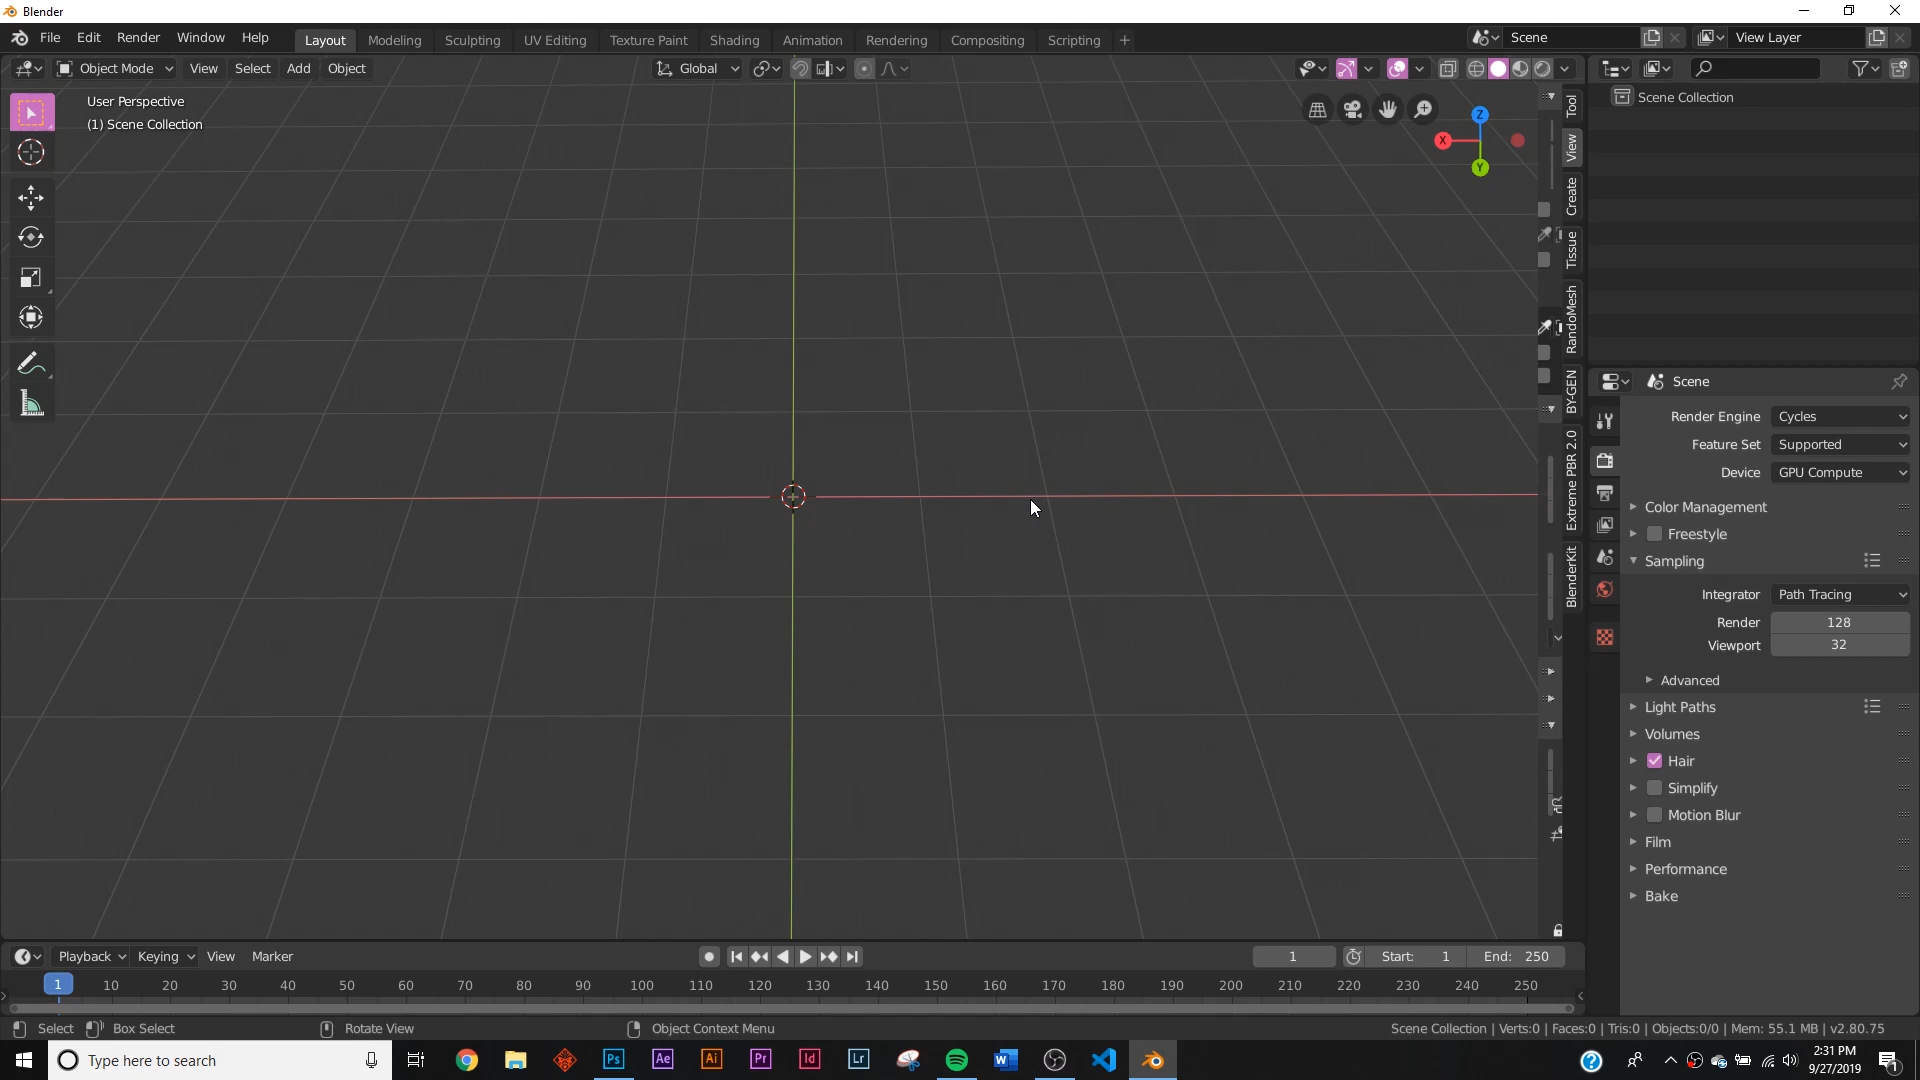 Blender
File Edit Render Window Help Layout Modeling Sculpting UV Editing Texture Paint Shading Animation Rendering Compositing Scripting + Scene View Layer
Object Mode View Select Add Object Global
User Perspective
(1) Scene Collection
Z
X
Y
Tool
View
Create
Tissue
RandoMesh
BY-GEN
Extreme PBR 2.0
BlenderKit
Scene Collection
Scene
Render Engine Cycles
Feature Set Supported
Device GPU Compute
Color Management
Freestyle
Sampling
Integrator Path Tracing
Render 128
Viewport 32
Advanced
Light Paths
Volumes
Hair
Simplify
Motion Blur
Film
Performance
Bake
Playback Keying View Marker 1 Start: 1 End: 250
1 10 20 30 40 50 60 70 80 90 100 110 120 130 140 150 160 170 180 190 200 210 220 230 240 250
Select Box Select Rotate View Object Context Menu Scene Collection | Verts:0 | Faces:0 | Tris:0 | Objects:0/0 | Mem: 55.1 MB | v2.80.75
Type here to search Ps Ae Ai Pr Id Lr W ? 2:31 PM
9/27/2019 1